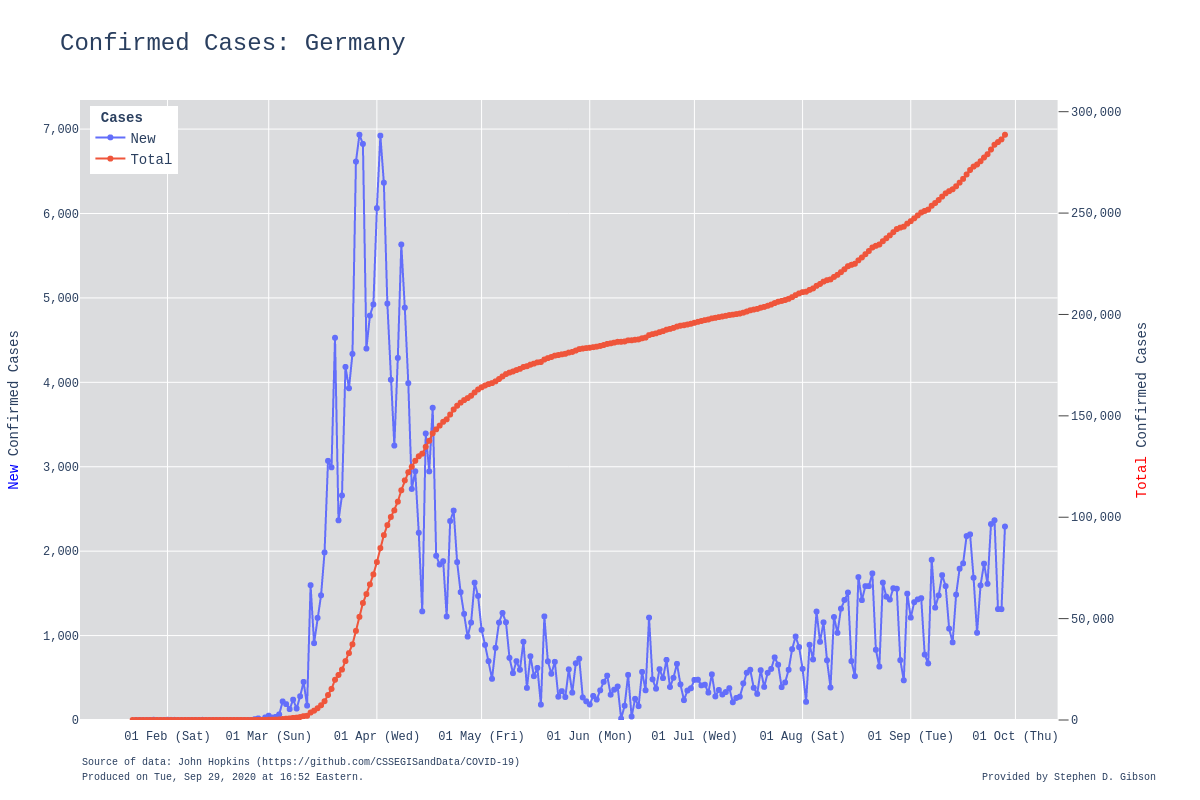 Confirmed Cases: Germany
Cases
New
Total
7,000
6,000
5,000
4,000
3,000
2,000
1,000
0
New Confirmed Cases
300,000
250,000
200,000
150,000
100,000
50,000
0
Total Confirmed Cases
01 Feb (Sat) 01 Mar (Sun) 01 Apr (Wed) 01 May (Fri) 01 Jun (Mon) 01 Jul (Wed) 01 Aug (Sat) 01 Sep (Tue) 01 Oct (Thu)
Source of data: John Hopkins (https://github.com/CSSEGISandData/COVID-19)
Produced on Tue, Sep 29, 2020 at 16:52 Eastern.
Provided by Stephen D. Gibson